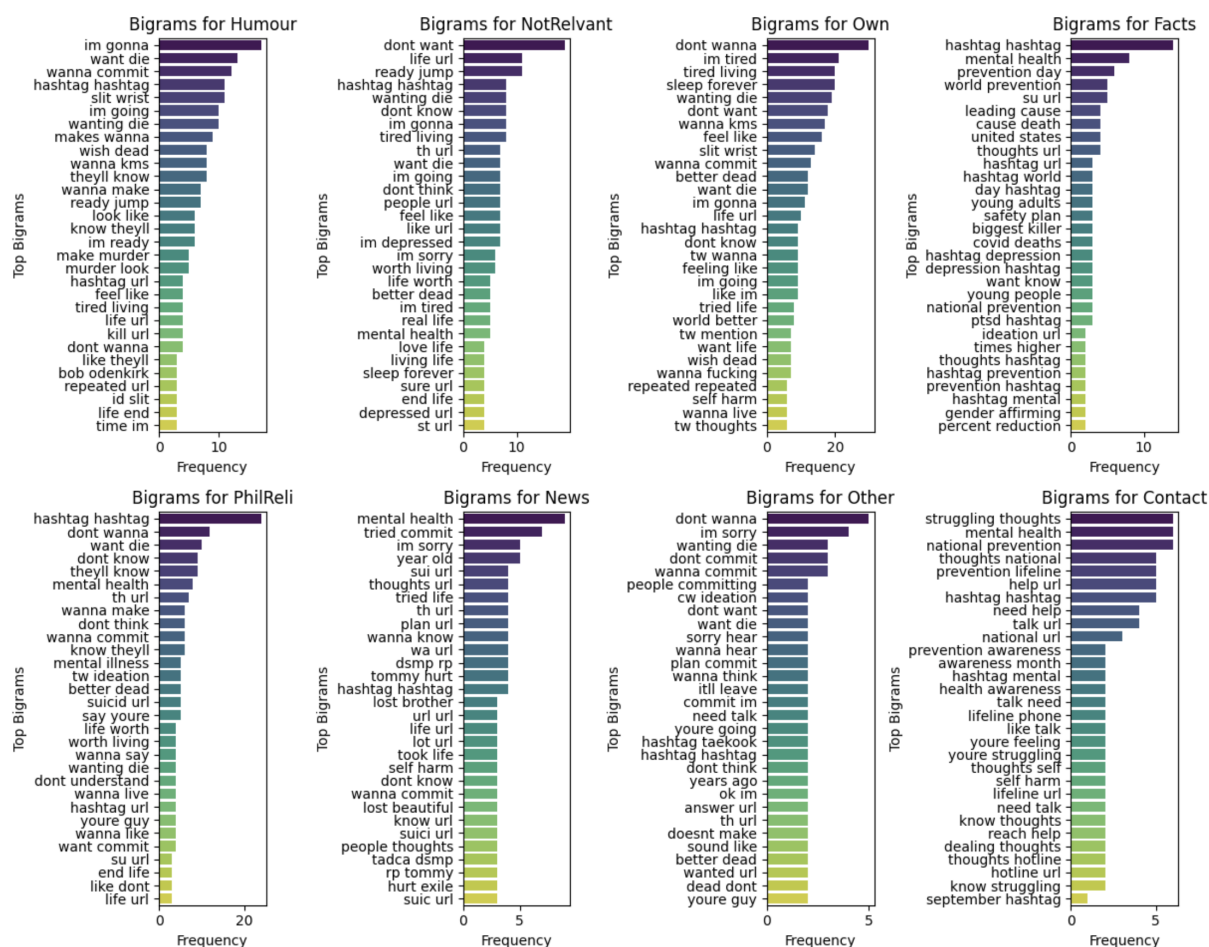 Bigrams for Humour
Top Bigrams
im gonna
want die
wanna commit
hashtag hashtag
slit wrist
im going
wanting die
makes wanna
wish dead
wanna kms
theyll know
wanna make
ready jump
look like
know theyll
im ready
make murder
murder look
hashtag url
feel like
tired living
life url
kill url
dont wanna
like theyll
bob odenkirk
repeated url
id slit
life end
time im
0 10
Frequency
Bigrams for NotRelvant
Top Bigrams
dont want
life url
ready jump
hashtag hashtag
wanting die
dont know
im gonna
tired living
th url
want die
im going
dont think
people url
feel like
like url
im depressed
im sorry
worth living
life worth
better dead
im tired
real life
mental health
love life
living life
sleep forever
sure url
end life
depressed url
st url
0 10
Frequency
Bigrams for Own
Top Bigrams
dont wanna
im tired
tired living
sleep forever
wanting die
dont want
wanna kms
feel like
slit wrist
wanna commit
better dead
want die
im gonna
life url
hashtag hashtag
dont know
tw wanna
feeling like
im going
like im
tried life
world better
tw mention
want life
wish dead
wanna fucking
repeated repeated
self harm
wanna live
tw thoughts
0 20
Frequency
Bigrams for Facts
Top Bigrams
hashtag hashtag
mental health
prevention day
world prevention
su url
leading cause
cause death
united states
thoughts url
hashtag url
hashtag world
day hashtag
young adults
safety plan
biggest killer
covid deaths
hashtag depression
depression hashtag
want know
young people
national prevention
ptsd hashtag
ideation url
times higher
thoughts hashtag
hashtag prevention
prevention hashtag
hashtag mental
gender affirming
percent reduction
0 10
Frequency
Bigrams for PhilReli
Top Bigrams
hashtag hashtag
dont wanna
want die
dont know
theyll know
mental health
th url
wanna make
dont think
wanna commit
know theyll
mental illness
tw ideation
better dead
suicid url
say youre
life worth
worth living
wanna say
wanting die
dont understand
wanna live
hashtag url
youre guy
wanna like
want commit
su url
end life
like dont
life url
0 20
Frequency
Bigrams for News
Top Bigrams
mental health
tried commit
im sorry
year old
sui url
thoughts url
tried life
th url
plan url
wanna know
wa url
dsmp rp
tommy hurt
hashtag hashtag
lost brother
url url
life url
lot url
took life
self harm
dont know
wanna commit
lost beautiful
know url
suici url
people thoughts
tadca dsmp
rp tommy
hurt exile
suic url
0 5
Frequency
Bigrams for Other
Top Bigrams
dont wanna
im sorry
wanting die
dont commit
wanna commit
people committing
cw ideation
dont want
want die
sorry hear
wanna hear
plan commit
wanna think
itll leave
commit im
need talk
youre going
hashtag taekook
hashtag hashtag
dont think
years ago
ok im
answer url
th url
doesnt make
sound like
better dead
wanted url
dead dont
youre guy
0 5
Frequency
Bigrams for Contact
Top Bigrams
struggling thoughts
mental health
national prevention
thoughts national
prevention lifeline
help url
hashtag hashtag
need help
talk url
national url
prevention awareness
awareness month
hashtag mental
health awareness
talk need
lifeline phone
like talk
youre feeling
youre struggling
thoughts self
self harm
lifeline url
need talk
know thoughts
reach help
dealing thoughts
thoughts hotline
hotline url
know struggling
september hashtag
0 5
Frequency